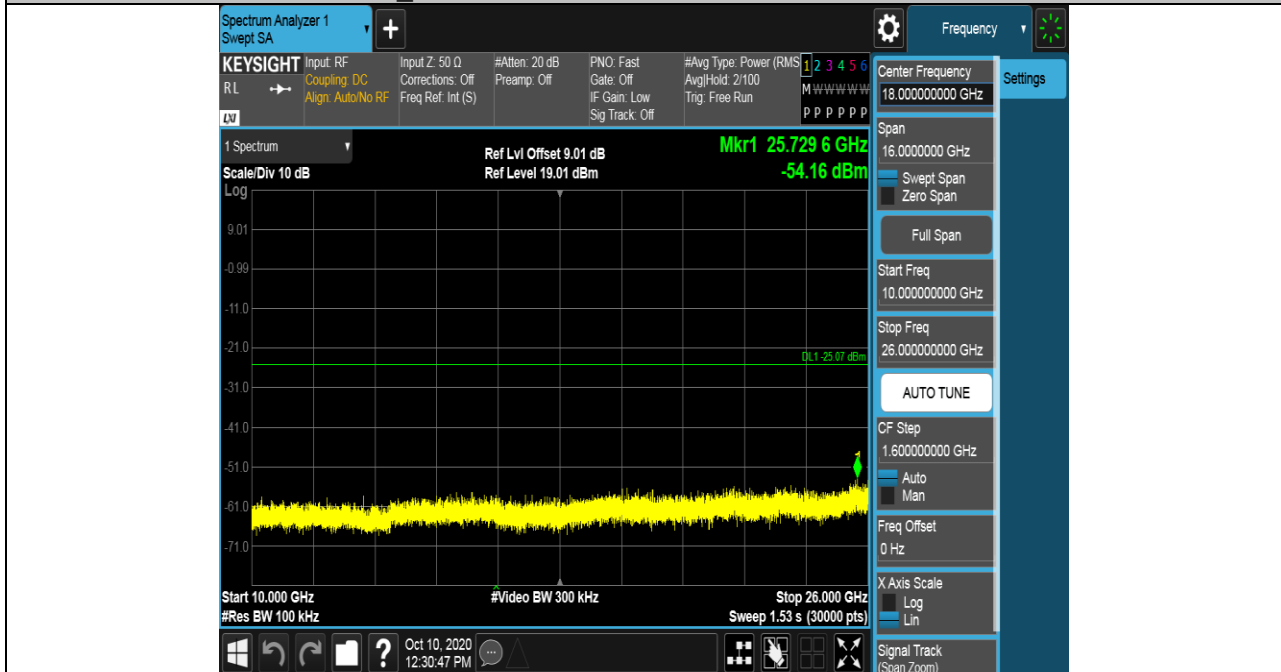 Spectrum Analyzer 1
Swept SA
+
Frequency
KEYSIGHT
RL
LXI
Input: RF
Coupling: DC
Align: Auto/No RF
Input Z: 50 Ω
Corrections: Off
Freq Ref: Int (S)
#Atten: 20 dB
Preamp: Off
PNO: Fast
Gate: Off
IF Gain: Low
Sig Track: Off
#Avg Type: Power (RMS
Avg|Hold: 2/100
Trig: Free Run
1 2 3 4 5 6
M W W W W W
P P P P P P
1 Spectrum
Scale/Div 10 dB
Log
Ref Lvl Offset 9.01 dB
Ref Level 19.01 dBm
Mkr1 25.729 6 GHz
-54.16 dBm
9.01
-0.99
-11.0
-21.0
-31.0
-41.0
-51.0
-61.0
-71.0
DL1 -25.07 dBm
1
Start 10.000 GHz
#Video BW 300 kHz
Stop 26.000 GHz
#Res BW 100 kHz
Sweep 1.53 s (30000 pts)
?
Oct 10, 2020
12:30:47 PM
Center Frequency
18.000000000 GHz
Settings
Span
16.0000000 GHz
Swept Span
Zero Span
Full Span
Start Freq
10.000000000 GHz
Stop Freq
26.000000000 GHz
AUTO TUNE
CF Step
1.600000000 GHz
Auto
Man
Freq Offset
0 Hz
X Axis Scale
Log
Lin
Signal Track
(Span Zoom)